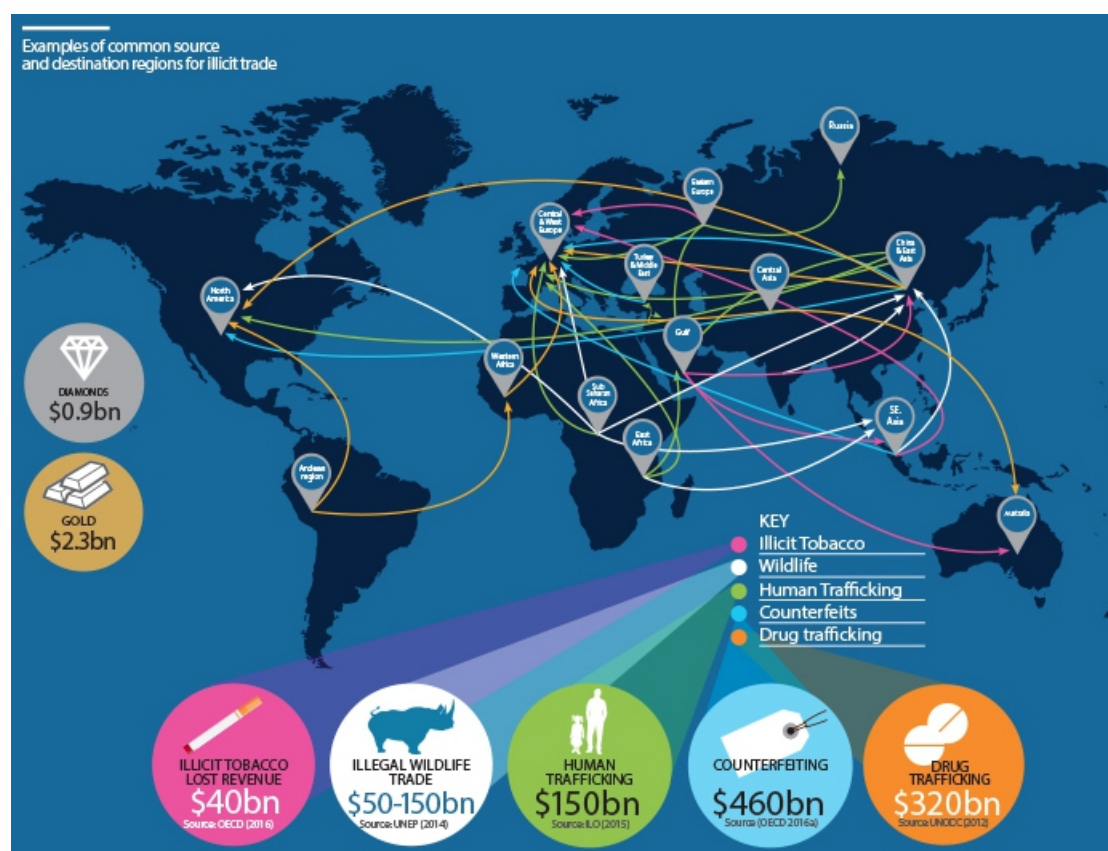 Examples of common source
and destination regions for illicit trade
Russia
Eastern
Europe
Central
& West
Europe
China
& East
Asia
Turkey
& Middle
East
Central
Asia
North
America
Gulf
Western
Africa
Sub
Saharan
Africa
SE.
Asia
East
Africa
Andean
region
Australia
DIAMONDS
$0.9bn
GOLD
$2.3bn
KEY
Illicit Tobacco
Wildlife
Human Trafficking
Counterfeits
Drug trafficking
ILLICIT TOBACCO
LOST REVENUE
$40bn
Source: OECD (2016)
ILLEGAL WILDLIFE
TRADE
$50-150bn
Source: UNEP (2014)
HUMAN
TRAFFICKING
$150bn
Source: ILO (2015)
COUNTERFEITING
$460bn
Source (OECD 2016a)
DRUG
TRAFFICKING
$320bn
Source: UNODC (2012)